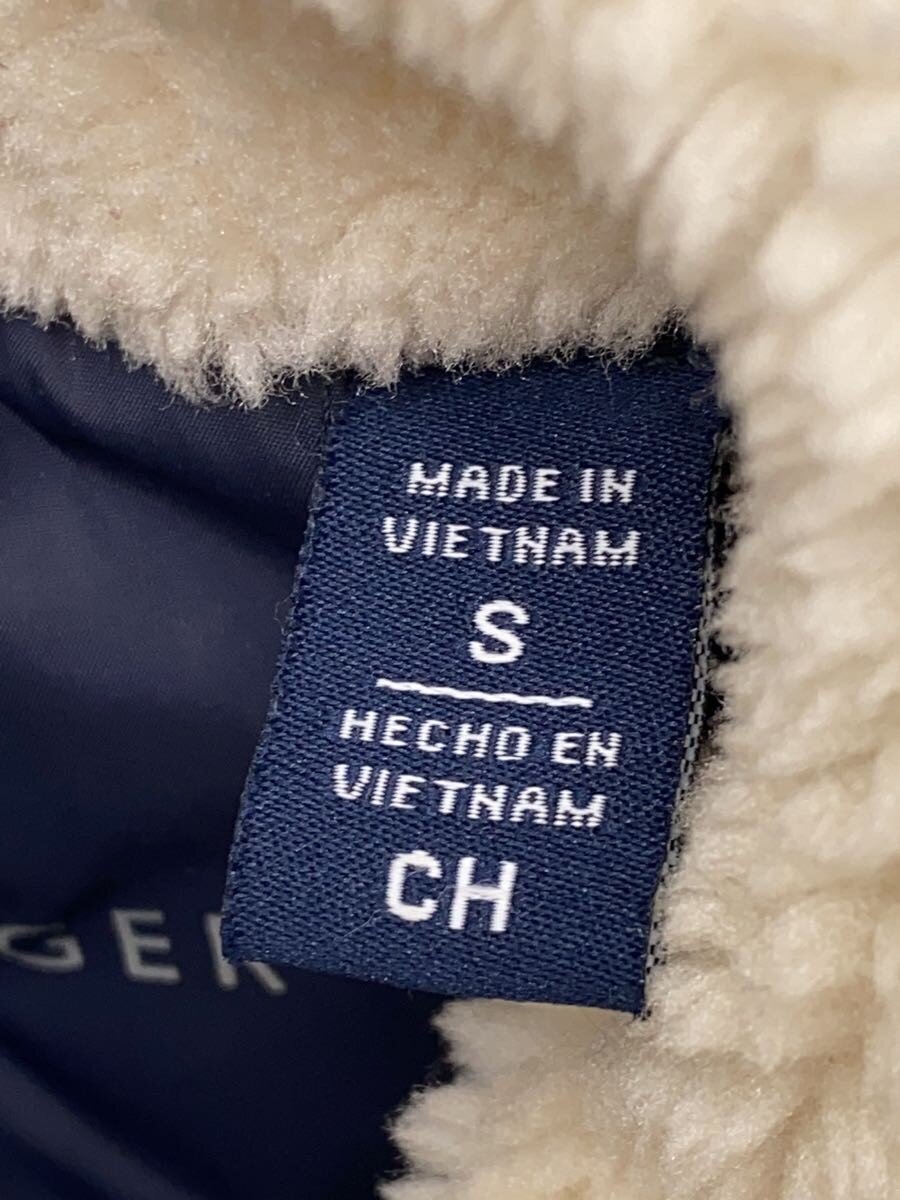 MADE IN
VIETNAM
S
HECHO EN
VIETNAM
CH
GER